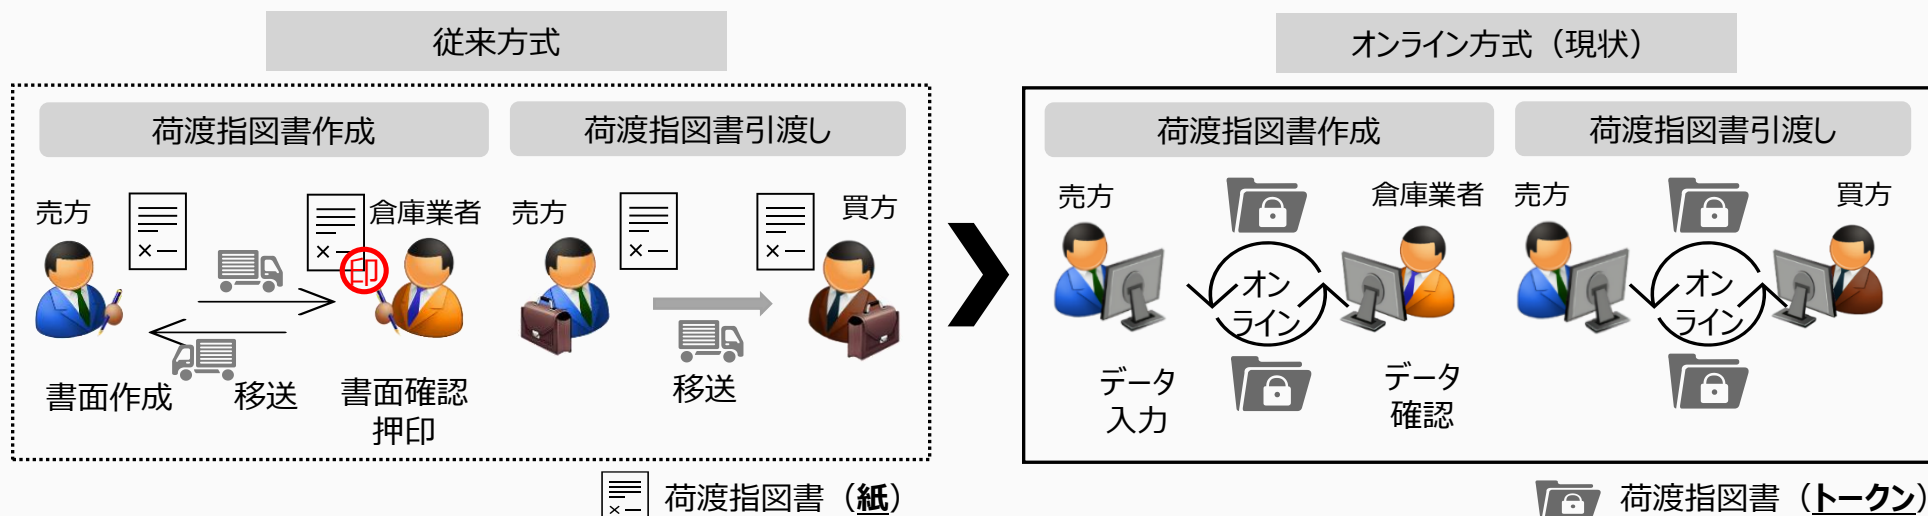 従来方式
荷渡指図書作成
荷渡指図書引渡し
売方
倉庫業者
印
書面作成
移送
書面確認
押印
売方
買方
移送
荷渡指図書（紙）
オンライン方式（現状）
荷渡指図書作成
荷渡指図書引渡し
売方
倉庫業者
オン
ライン
データ
入力
データ
確認
売方
買方
オン
ライン
荷渡指図書（トークン）